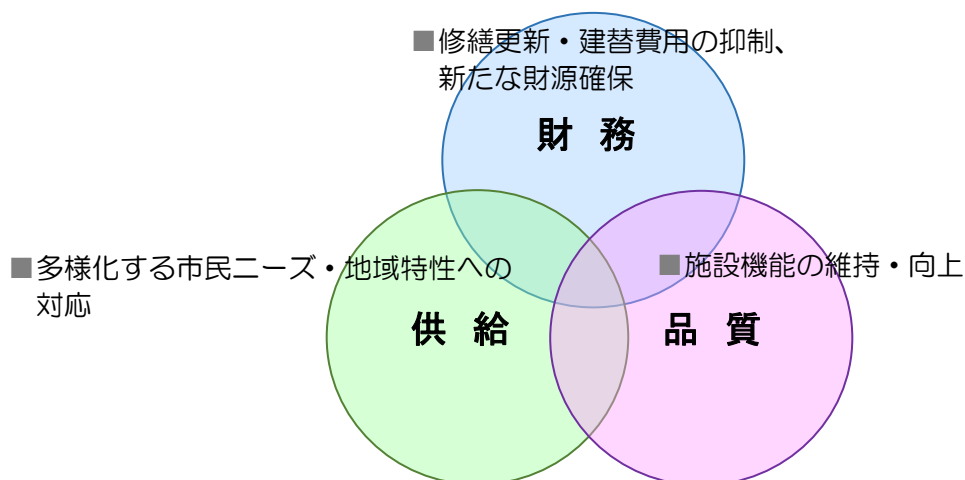 ■修繕更新・建替費用の抑制、
新たな財源確保
財 務
■多様化する市民ニーズ・地域特性への
対応
■施設機能の維持・向上
供 給
品 質